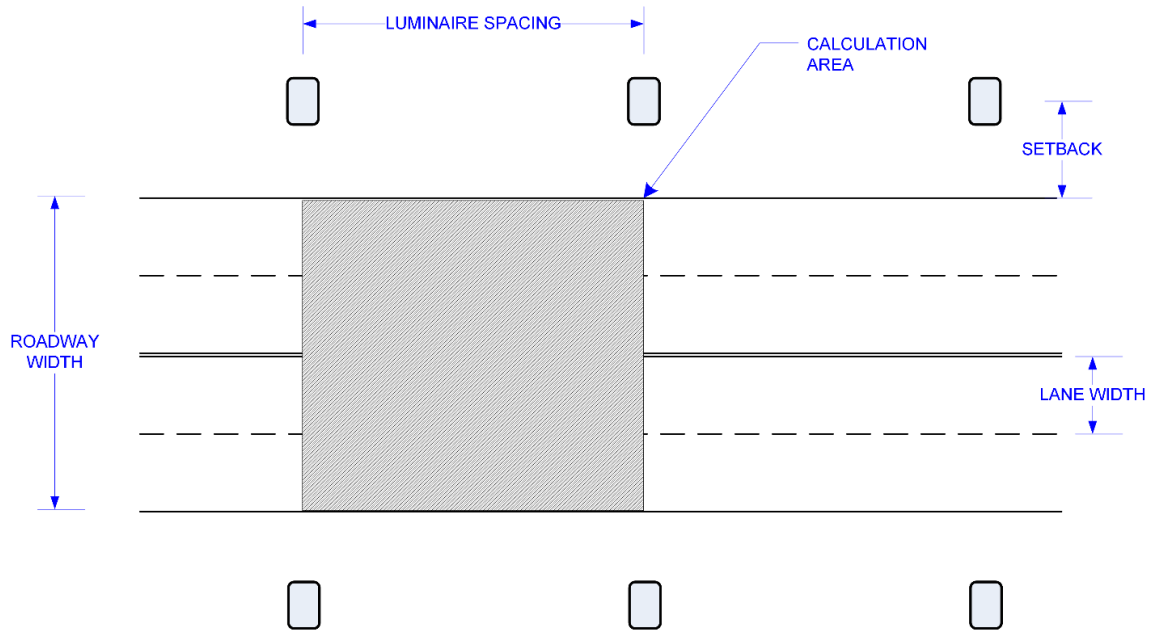 LUMINAIRE SPACING
CALCULATION
AREA
SETBACK
ROADWAY
WIDTH
LANE WIDTH